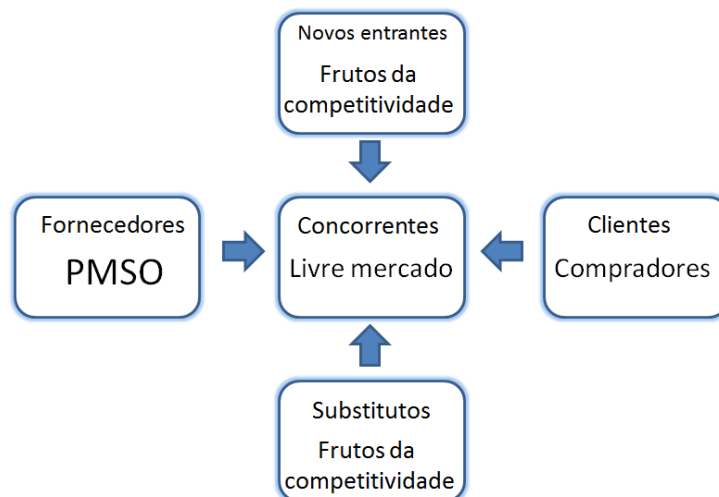 Novos entrantes
Frutos da
competitividade
Fornecedores
PMSO
Concorrentes
Livre mercado
Clientes
Compradores
Substitutos
Frutos da
competitividade